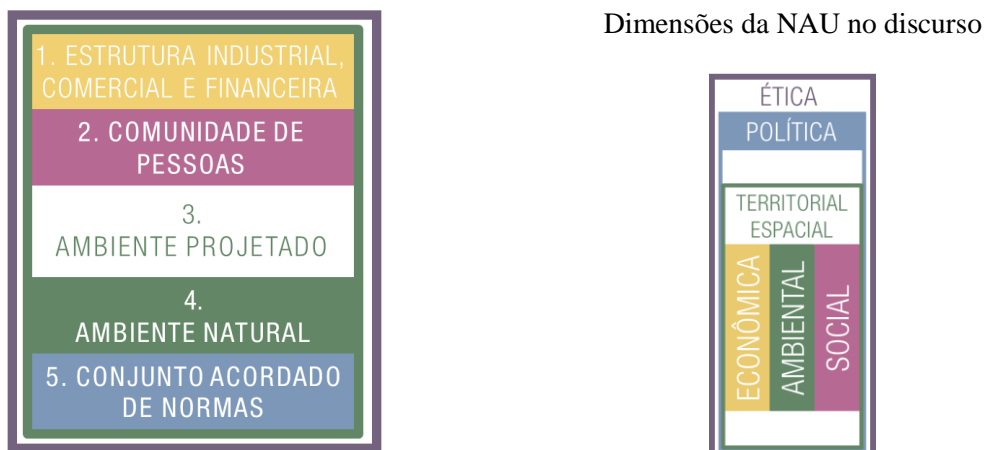 1. ESTRUTURA INDUSTRIAL,
COMERCIAL E FINANCEIRA
2. COMUNIDADE DE
PESSOAS
3.
AMBIENTE PROJETADO
4.
AMBIENTE NATURAL
5. CONJUNTO ACORDADO
DE NORMAS
Dimensões da NAU no discurso
ÉTICA
POLÍTICA
TERRITORIAL
ESPACIAL
ECONÔMICA
AMBIENTAL
SOCIAL